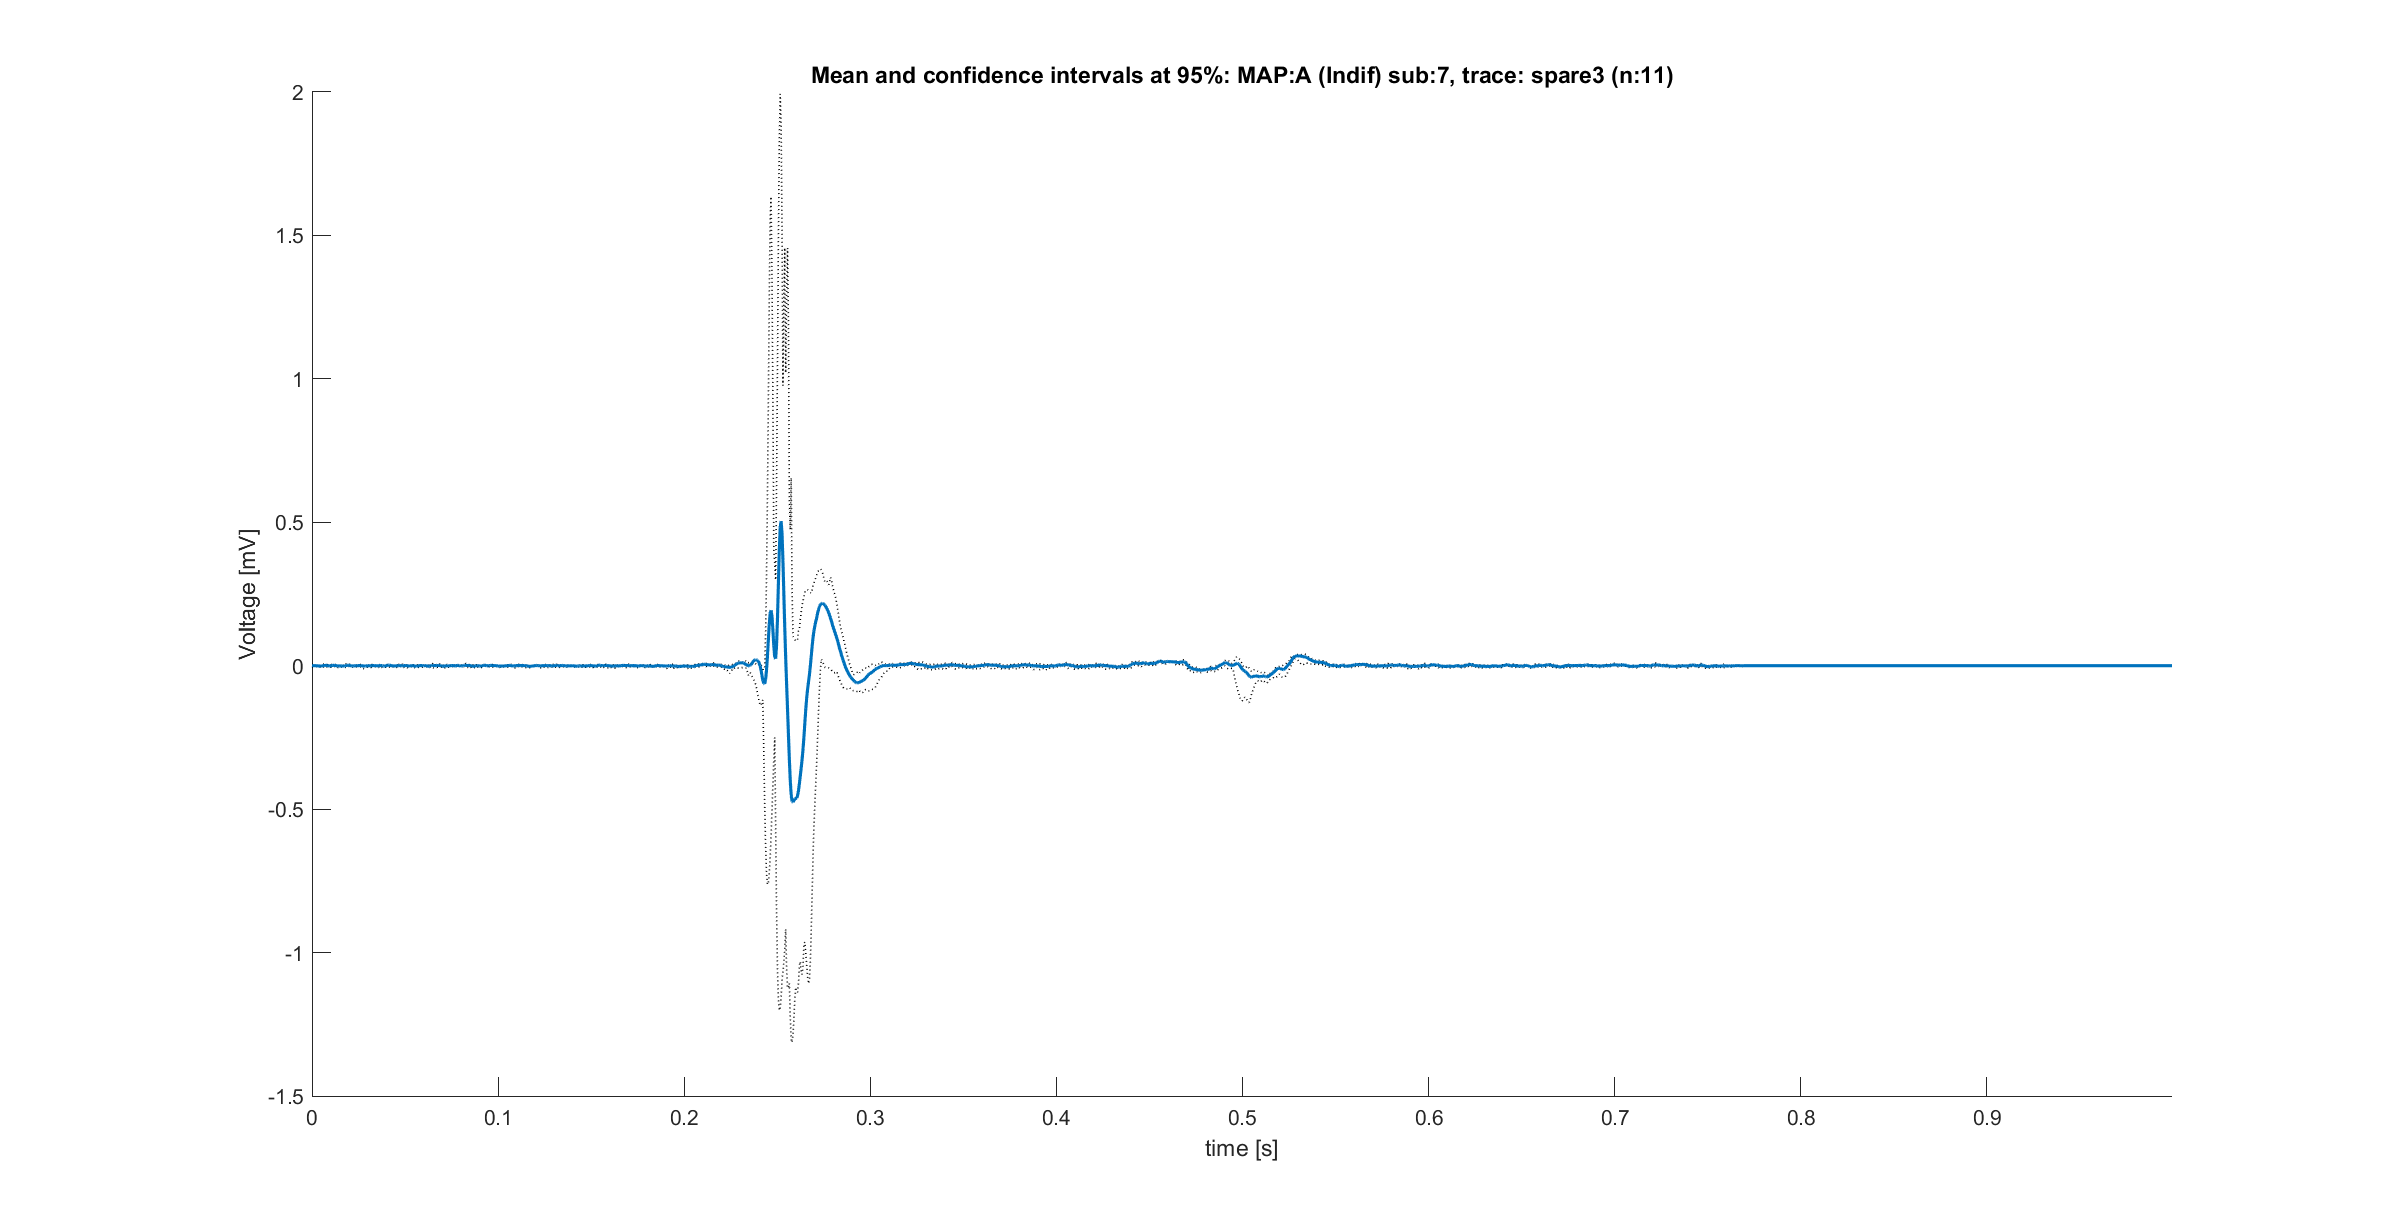 Mean and confidence intervals at 95%: MAP:A (Indif) sub:7, trace: spare3 (n:11)
2
1.5
1
0.5
0
-0.5
-1
-1.5
Voltage [mV]
0 0.1 0.2 0.3 0.4 0.5 0.6 0.7 0.8 0.9
time [s]